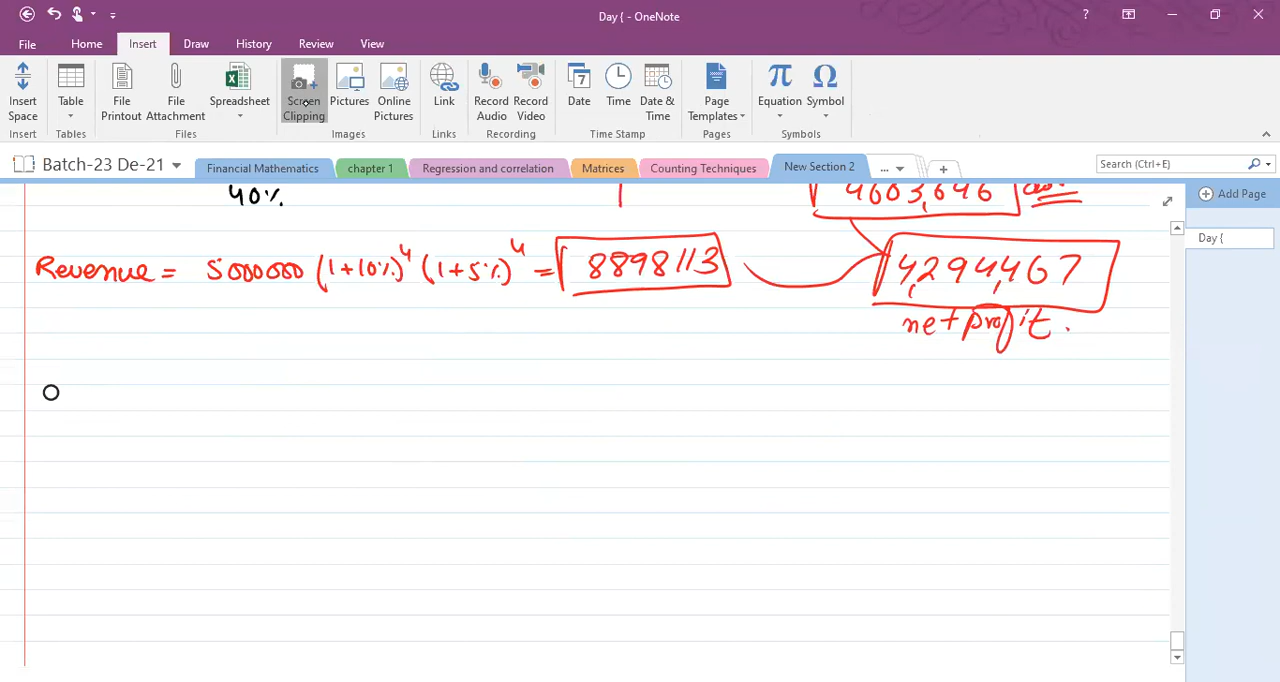 Day { - OneNote
?
File Home Insert Draw History Review View
Insert Space
Table
File Printout
File Attachment
Spreadsheet
Screen Clipping
Pictures
Online Pictures
Link
Record Audio
Record Video
Date
Time
Date & Time
Page Templates
π Equation
Ω Symbol
Insert Tables Files Images Links Recording Time Stamp Pages Symbols
Batch-23 De-21
Financial Mathematics chapter 1 Regression and correlation Matrices Counting Techniques New Section 2 ...
Search (Ctrl+E)
Add Page
Day {
40% 4603,646
Revenue = 5000000 (1+10%)^4 (1+5%)^4 = 8898113 4,294,467
net profit.